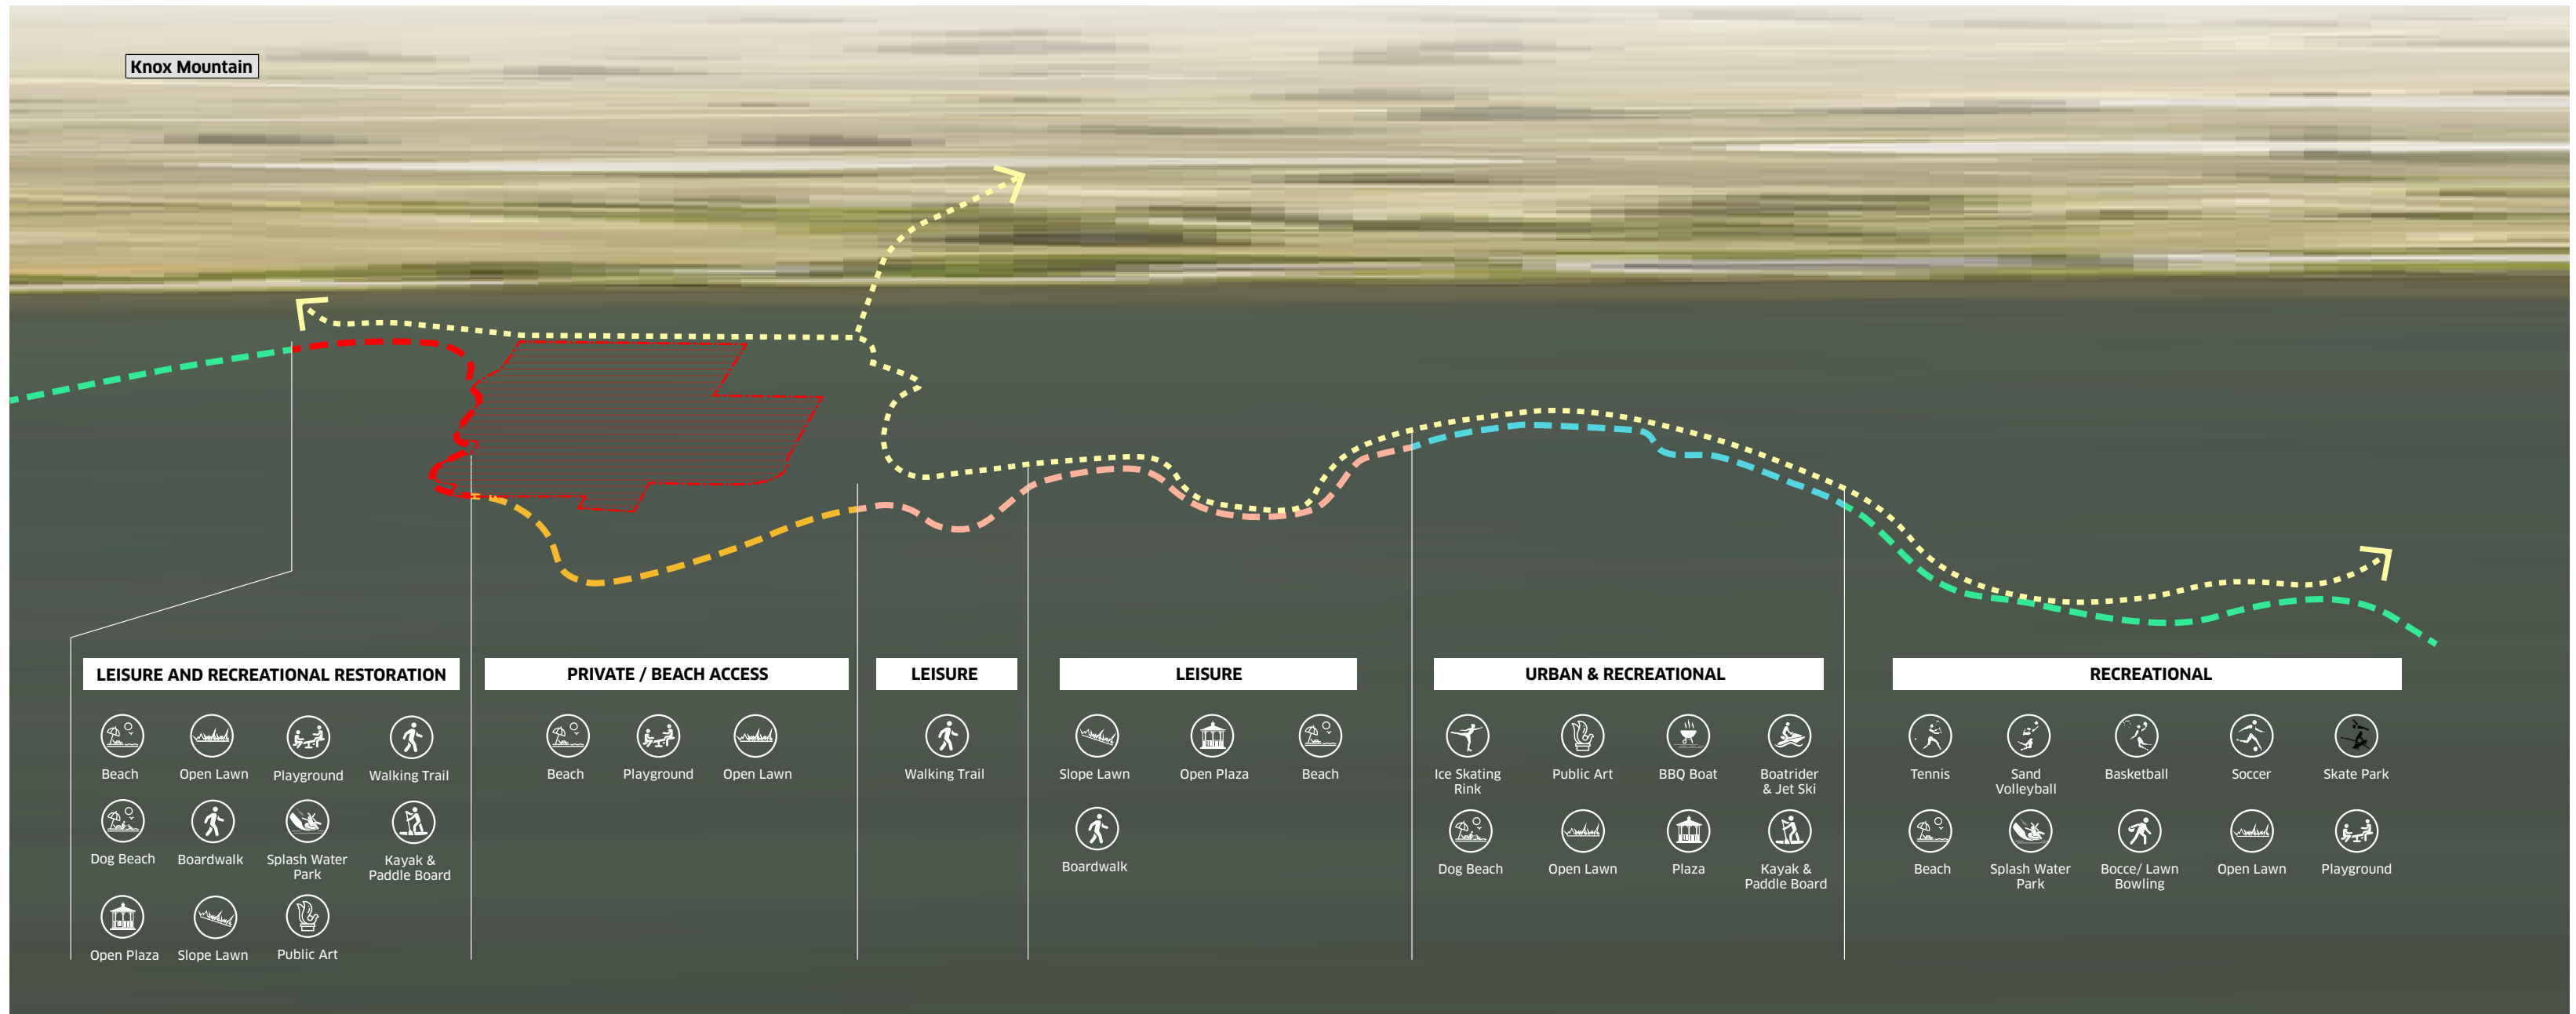 Knox Mountain
LEISURE AND RECREATIONAL RESTORATION
Beach
Open Lawn
Playground
Walking Trail
Dog Beach
Boardwalk
Splash Water
Park
Kayak &
Paddle Board
Open Plaza
Slope Lawn
Public Art
PRIVATE / BEACH ACCESS
Beach
Playground
Open Lawn
LEISURE
Walking Trail
LEISURE
Slope Lawn
Open Plaza
Beach
Boardwalk
URBAN & RECREATIONAL
Ice Skating
Rink
Public Art
BBQ Boat
Boatrider
& Jet Ski
Dog Beach
Open Lawn
Plaza
Kayak &
Paddle Board
RECREATIONAL
Tennis
Sand
Volleyball
Basketball
Soccer
Skate Park
Beach
Splash Water
Park
Bocce/ Lawn
Bowling
Open Lawn
Playground